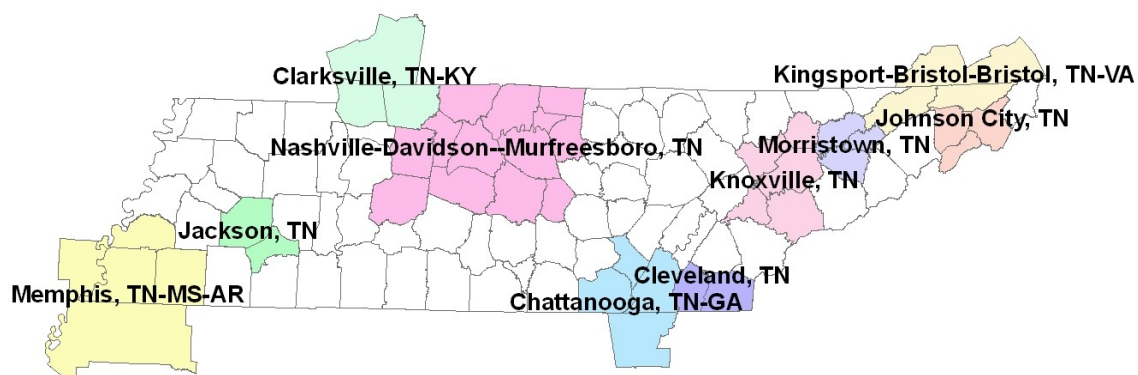 Clarksville, TN-KY
Kingsport-Bristol-Bristol, TN-VA
Johnson City, TN
Nashville-Davidson--Murfreesboro, TN
Morristown, TN
Knoxville, TN
Jackson, TN
Cleveland, TN
Memphis, TN-MS-AR
Chattanooga, TN-GA